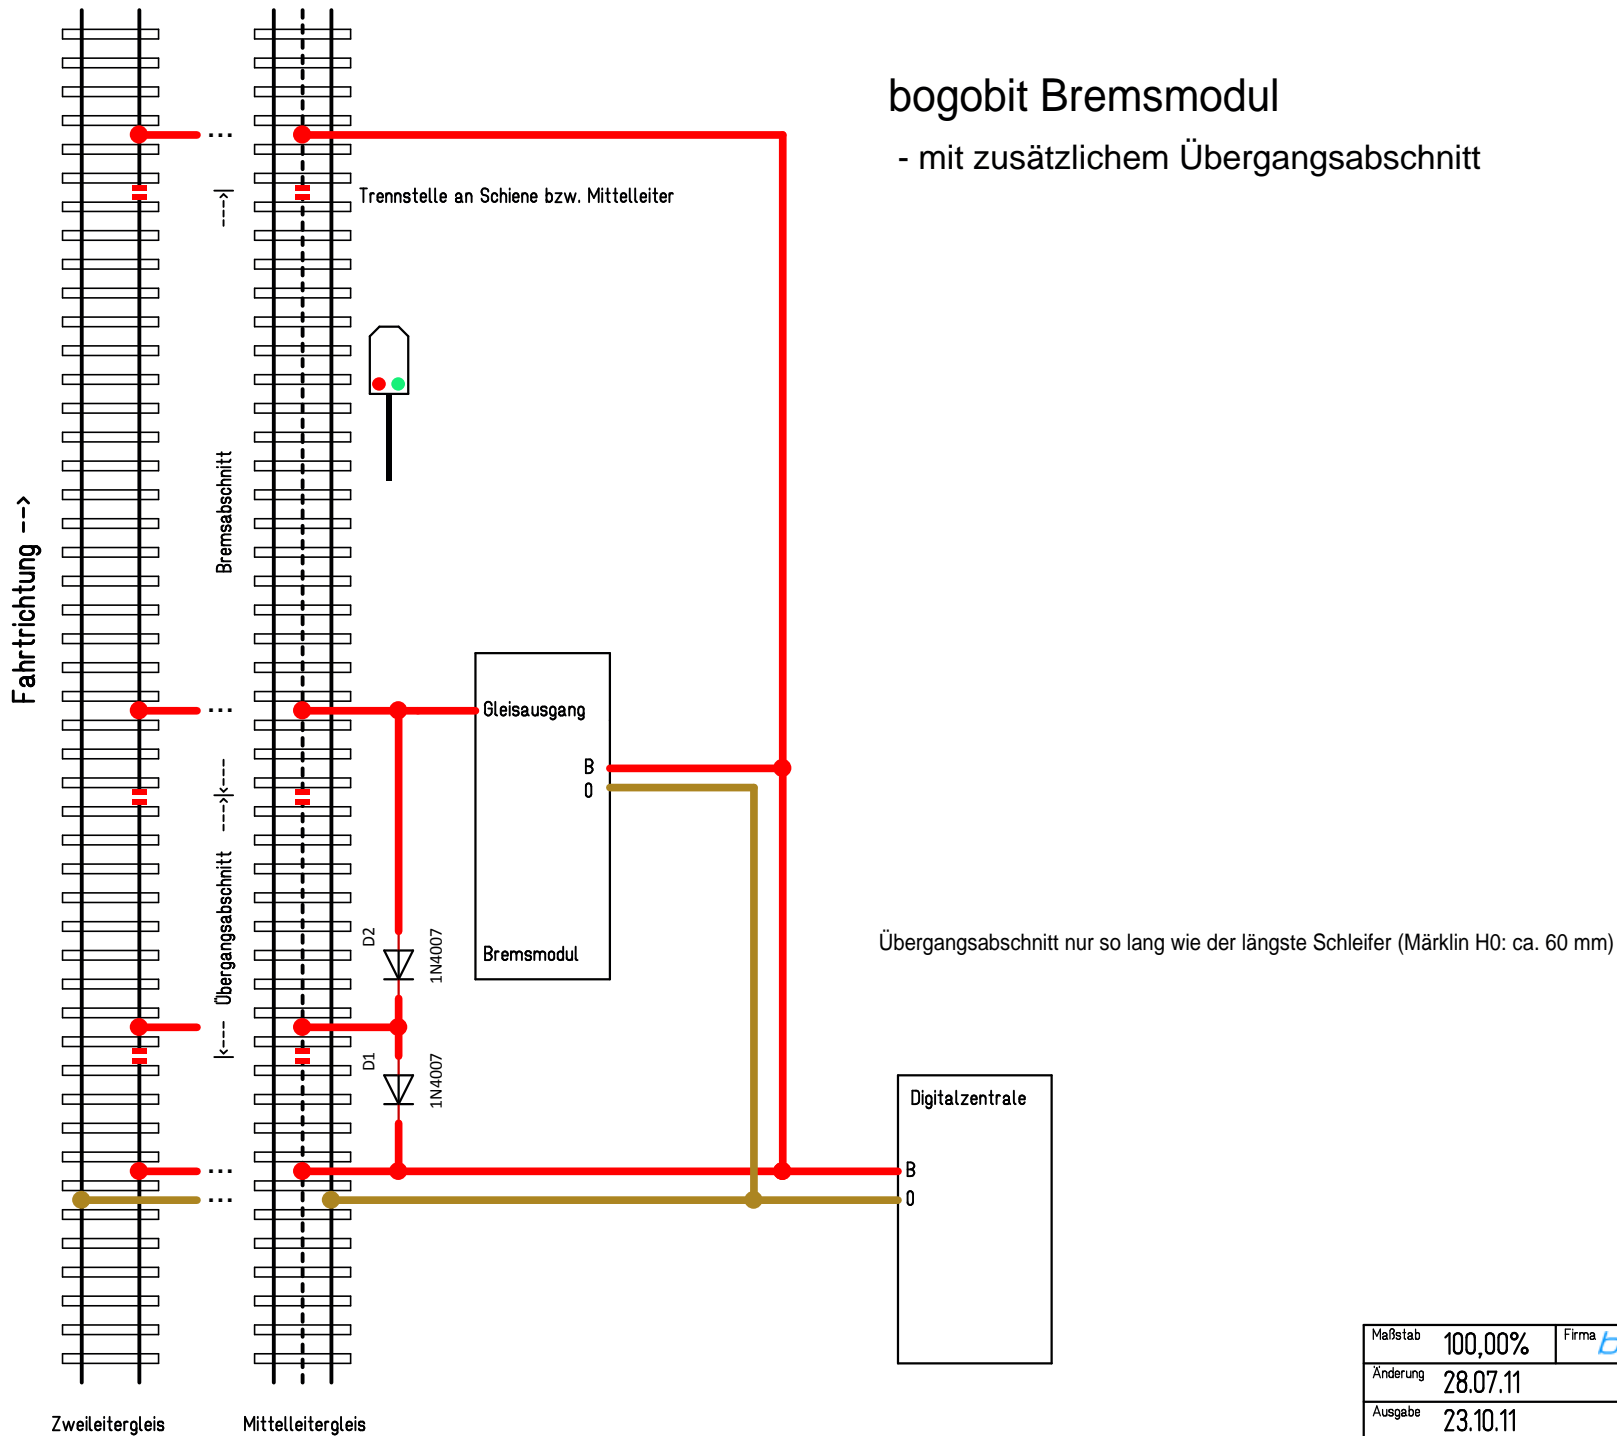 bogobit Bremsmodul
- mit zusätzlichem Übergangsabschnitt
...
Trennstelle an Schiene bzw. Mittelleiter
--->|
Bremsabschnitt
Fahrtrichtung -->
...
Gleisausgang
B
0
--->|<---
Übergangsabschnitt
D2
1N4007
Bremsmodul
Übergangsabschnitt nur so lang wie der längste Schleifer (Märklin H0: ca. 60 mm)
|<---
D1
1N4007
Digitalzentrale
...
B
...
0
Maßstab 100,00% Firma
Änderung 28.07.11
Ausgabe 23.10.11
Zweileitergleis Mittelleitergleis